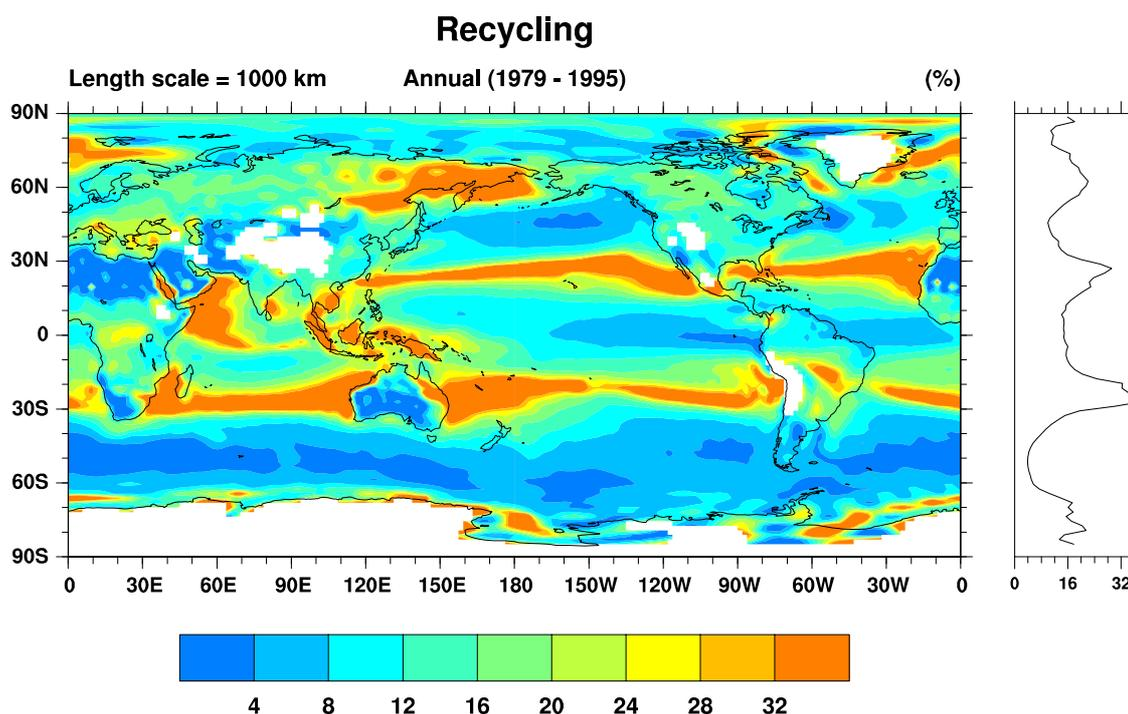 Recycling
Length scale = 1000 km Annual (1979 - 1995) (%)
90N
60N
30N
0
30S
60S
90S
0 30E 60E 90E 120E 150E 180 150W 120W 90W 60W 30W 0
0 16 32
4 8 12 16 20 24 28 32